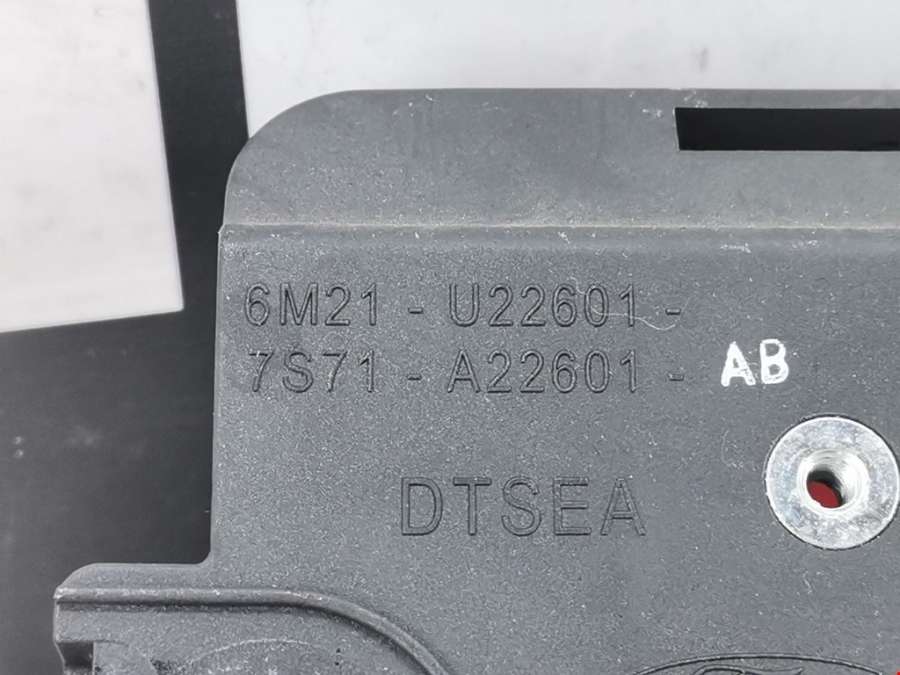 6M21 - U22601 -
7S71 - A22601 - AB
DTSEA